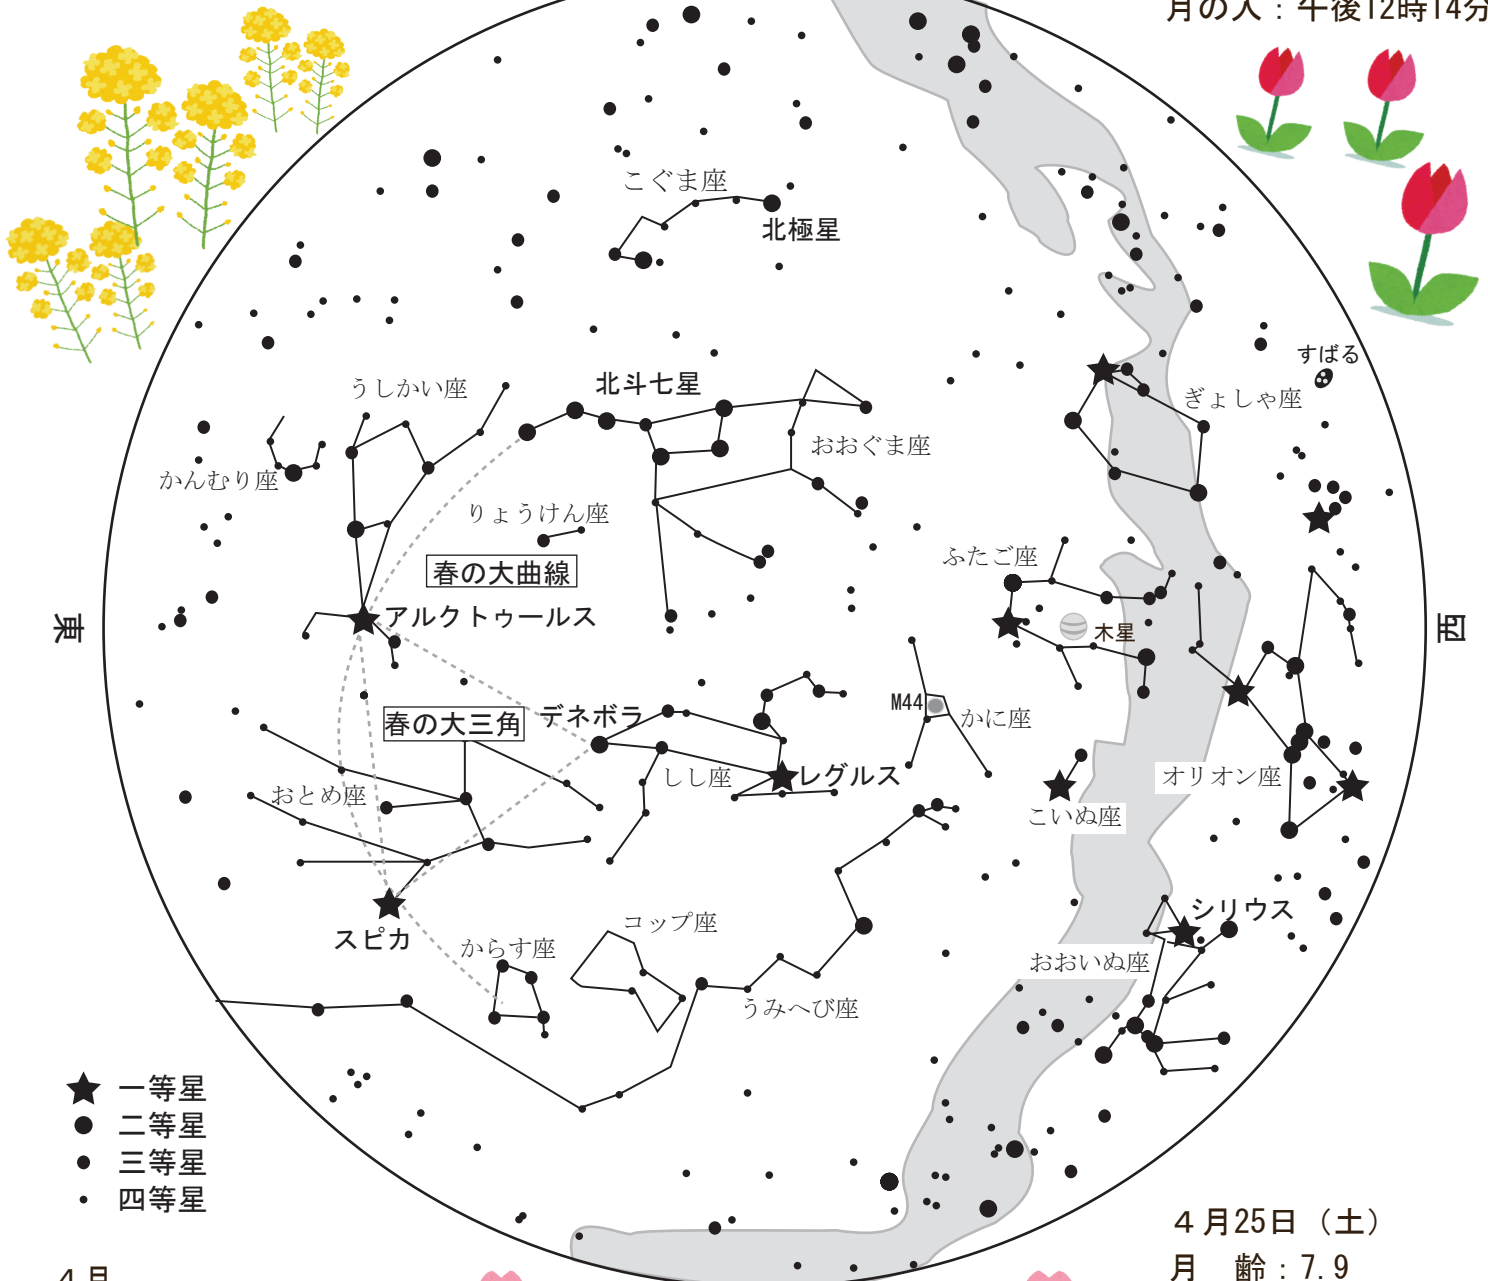 月の入：午後12時14分
こぐま座
北極星
すばる
北斗七星
うしかい座
ぎょしゃ座
おおぐま座
かんむり座
りょうけん座
ふたご座
春の大曲線
アルクトゥールス
東
西
木星
M44
かに座
デネボラ
春の大三角
しし座
レグルス
オリオン座
おとめ座
こいぬ座
シリウス
スピカ
コップ座
からす座
おおいぬ座
うみへび座
一等星
二等星
三等星
四等星
４月25日（土）
月　齢：7.9
４月